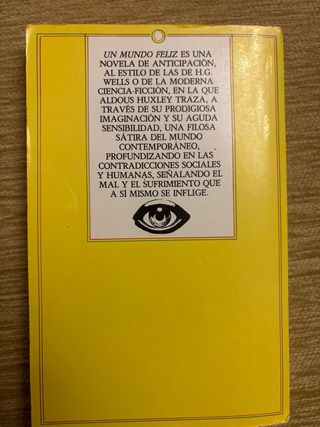 UN MUNDO FELIZ ES UNA
NOVELA DE ANTICIPACIÓN,
AL ESTILO DE LAS DE H.G.
WELLS O DE LA MODERNA
CIENCIA-FICCIÓN, EN LA QUE
ALDOUS HUXLEY TRAZA, A
TRAVÉS DE SU PRODIGIOSA
IMAGINACIÓN Y SU AGUDA
SENSIBILIDAD, UNA FILOSA
SÁTIRA DEL MUNDO
CONTEMPORÁNEO,
PROFUNDIZANDO EN LAS
CONTRADICCIONES SOCIALES
Y HUMANAS, SEÑALANDO EL
MAL Y EL SUFRIMIENTO QUE
A SÍ MISMO SE INFLIGE.